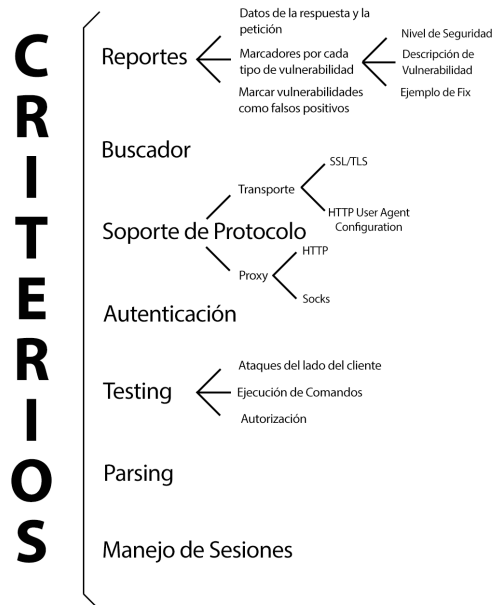 CRITERIOS
Reportes
Datos de la respuesta y la
petición
Marcadores por cada
tipo de vulnerabilidad
Nivel de Seguridad
Descripción de
Vulnerabilidad
Ejemplo de Fix
Marcar vulnerabilidades
como falsos positivos
Buscador
Soporte de Protocolo
Transporte
SSL/TLS
HTTP User Agent
Configuration
Proxy
HTTP
Socks
Autenticación
Testing
Ataques del lado del cliente
Ejecución de Comandos
Autorización
Parsing
Manejo de Sesiones